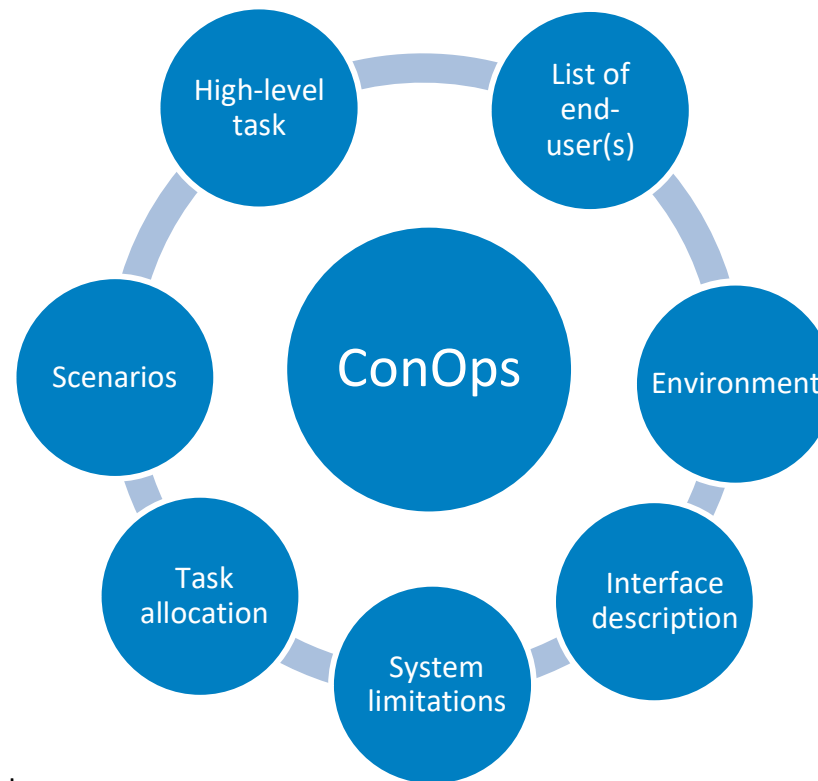 High-level
task
List of
end-
user(s)
Environment
Interface
description
System
limitations
Task
allocation
Scenarios
ConOps
.